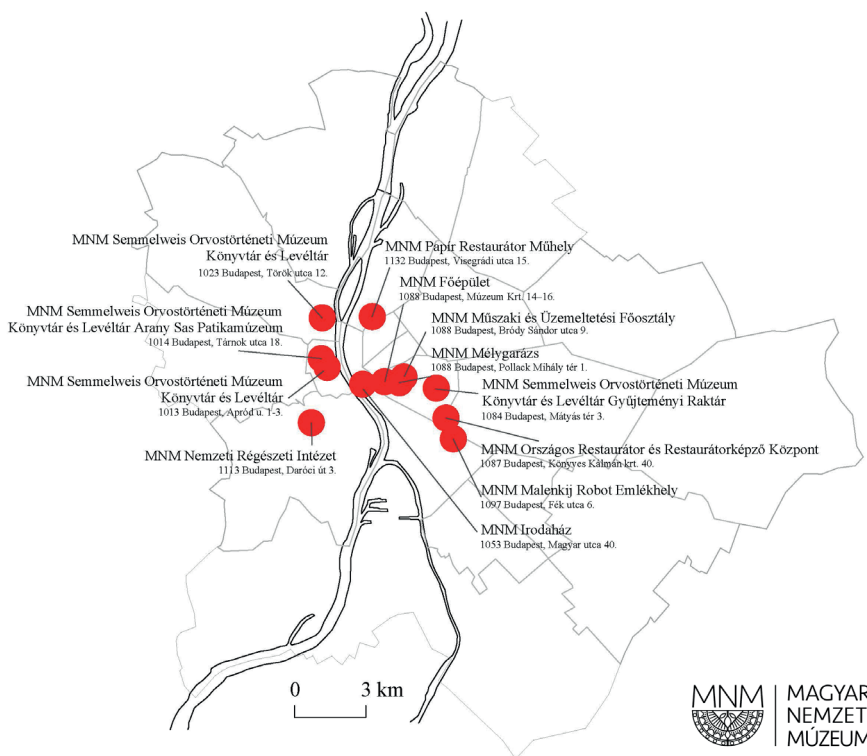 MNM Semmelweis Orvostörténeti Múzeum
Könyvtár és Levéltár
1023 Budapest, Török utca 12.
MNM Papír Restaurátor Műhely
1132 Budapest, Visegrádi utca 15.
MNM Főépület
1088 Budapest, Múzeum Krt. 14–16.
MNM Semmelweis Orvostörténeti Múzeum
Könyvtár és Levéltár Arany Sas Patikamúzeum
1014 Budapest, Tárnok utca 18.
MNM Műszaki és Üzemeltetési Főosztály
1088 Budapest, Bródy Sándor utca 9.
MNM Mélygarázs
1088 Budapest, Pollack Mihály tér 1.
MNM Semmelweis Orvostörténeti Múzeum
Könyvtár és Levéltár
1013 Budapest, Apród u. 1-3.
MNM Semmelweis Orvostörténeti Múzeum
Könyvtár és Levéltár Gyűjteményi Raktár
1084 Budapest, Mátyás tér 3.
MNM Nemzeti Régészeti Intézet
1113 Budapest, Daróci út 3.
MNM Országos Restaurátor és Restaurátorképző Központ
1087 Budapest, Könyves Kálmán krt. 40.
MNM Malenkij Robot Emlékhely
1097 Budapest, Fék utca 6.
MNM Irodaház
1053 Budapest, Magyar utca 40.
0 3 km
MNM
MAGYAR
NEMZETI
MÚZEUM